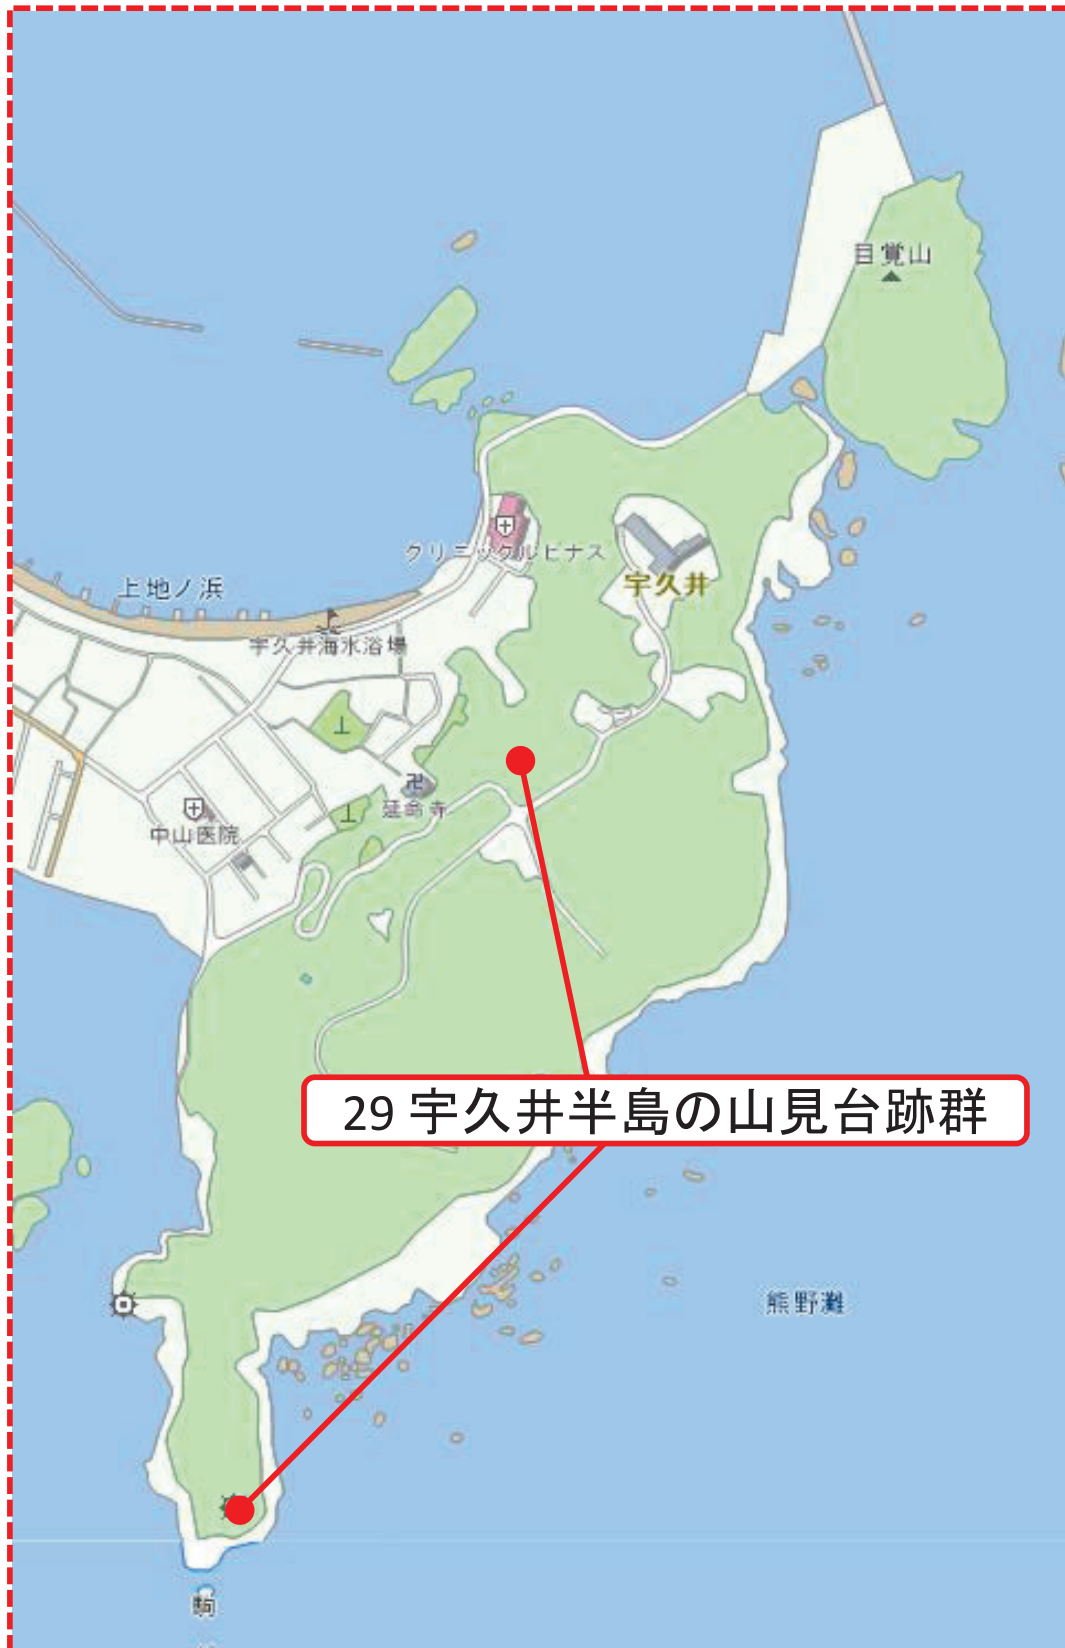 目覚山
クリニックルピナス
宇久井
上地ノ浜
宇久井海水浴場
延命寺
中山医院
29 宇久井半島の山見台跡群
熊野灘
駒